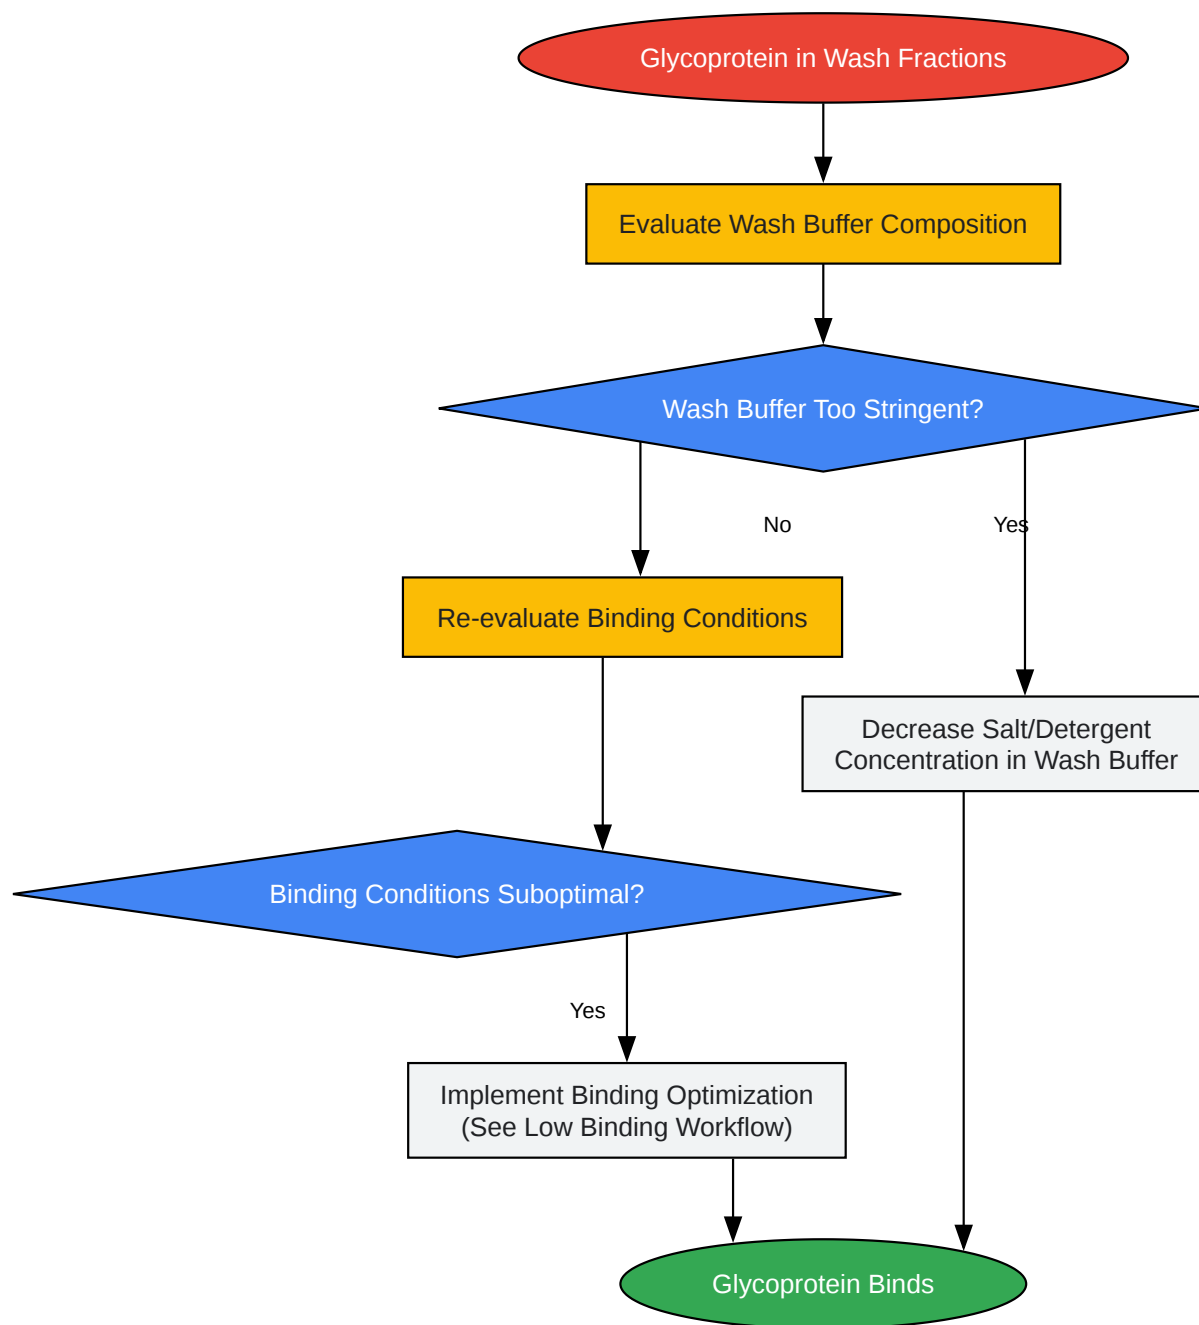 Glycoprotein in Wash Fractions
Evaluate Wash Buffer Composition
Wash Buffer Too Stringent?
No
Yes
Re-evaluate Binding Conditions
Decrease Salt/Detergent
Concentration in Wash Buffer
Binding Conditions Suboptimal?
Yes
Implement Binding Optimization
(See Low Binding Workflow)
Glycoprotein Binds